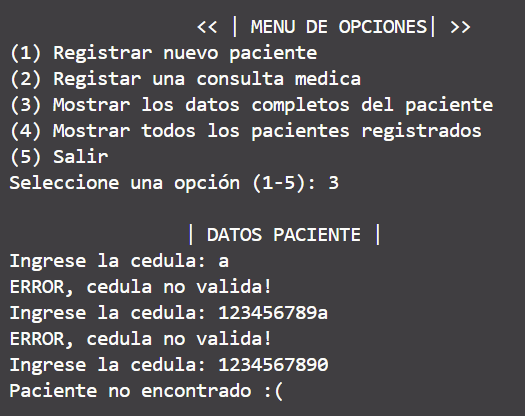 << | MENU DE OPCIONES| >>
(1) Registrar nuevo paciente
(2) Registar una consulta medica
(3) Mostrar los datos completos del paciente
(4) Mostrar todos los pacientes registrados
(5) Salir
Seleccione una opción (1-5): 3
| DATOS PACIENTE |
Ingrese la cedula: a
ERROR, cedula no valida!
Ingrese la cedula: 123456789a
ERROR, cedula no valida!
Ingrese la cedula: 1234567890
Paciente no encontrado :(